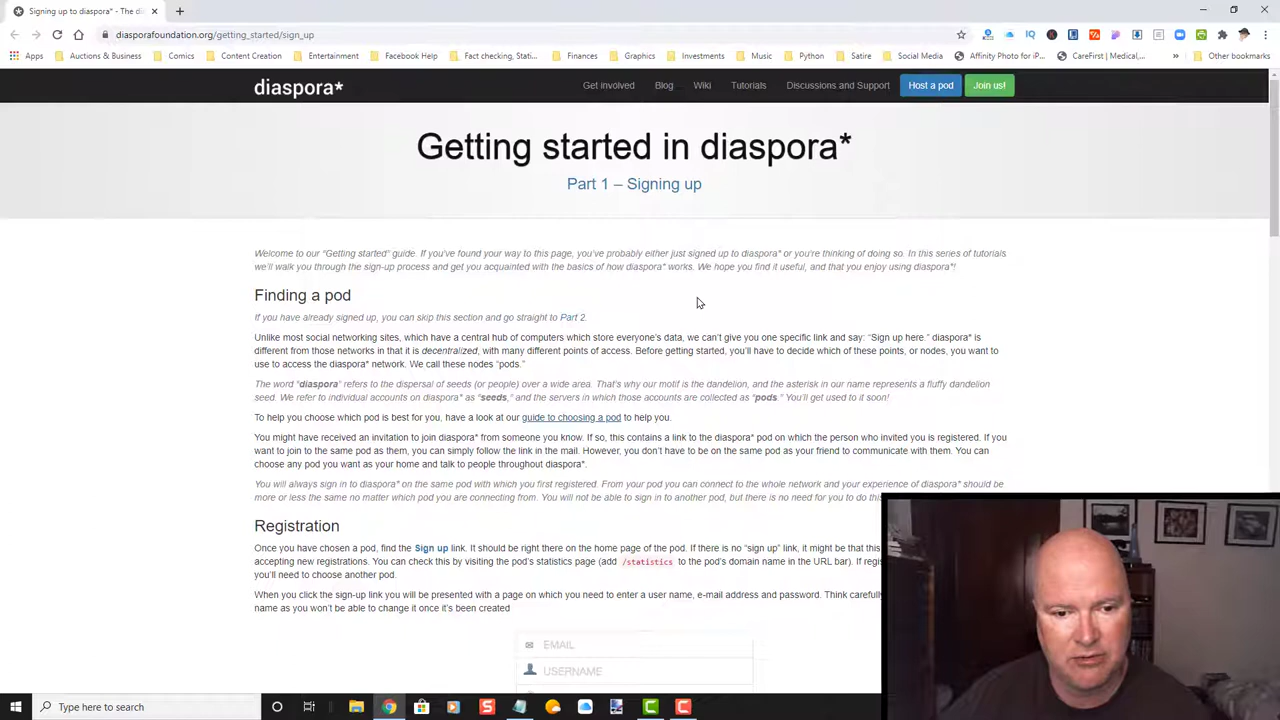 Signing up to diaspora* - The di
diasporafoundation.org/getting_started/sign_up
Apps Auctions & Business Comics Content Creation Entertainment Facebook Help Fact checking, Stati... Finances Graphics Investments Music Python Satire Social Media Affinity Photo for iP... CareFirst | Medical,... Other bookmarks
diaspora* Get involved Blog Wiki Tutorials Discussions and Support Host a pod Join us!
Getting started in diaspora*
Part 1 – Signing up
Welcome to our “Getting started” guide. If you've found your way to this page, you've probably either just signed up to diaspora* or you're thinking of doing so. In this series of tutorials
we'll walk you through the sign-up process and get you acquainted with the basics of how diaspora* works. We hope you find it useful, and that you enjoy using diaspora*!
Finding a pod
If you have already signed up, you can skip this section and go straight to Part 2.
Unlike most social networking sites, which have a central hub of computers which store everyone's data, we can't give you one specific link and say: “Sign up here.” diaspora* is
different from those networks in that it is decentralized, with many different points of access. Before getting started, you'll have to decide which of these points, or nodes, you want to
use to access the diaspora* network. We call these nodes “pods.”
The word “diaspora” refers to the dispersal of seeds (or people) over a wide area. That's why our motif is the dandelion, and the asterisk in our name represents a fluffy dandelion
seed. We refer to individual accounts on diaspora* as “seeds,” and the servers in which those accounts are collected as “pods.” You'll get used to it soon!
To help you choose which pod is best for you, have a look at our guide to choosing a pod to help you.
You might have received an invitation to join diaspora* from someone you know. If so, this contains a link to the diaspora* pod on which the person who invited you is registered. If you
want to join to the same pod as them, you can simply follow the link in the mail. However, you don't have to be on the same pod as your friend to communicate with them. You can
choose any pod you want as your home and talk to people throughout diaspora*.
You will always sign in to diaspora* on the same pod with which you first registered. From your pod you can connect to the whole network and your experience of diaspora* should be
more or less the same no matter which pod you are connecting from. You will not be able to sign in to another pod, but there is no need for you to do this
Registration
Once you have chosen a pod, find the Sign up link. It should be right there on the home page of the pod. If there is no “sign up” link, it might be that this
accepting new registrations. You can check this by visiting the pod's statistics page (add /statistics to the pod's domain name in the URL bar). If regis
you'll need to choose another pod.
When you click the sign-up link you will be presented with a page on which you need to enter a user name, e-mail address and password. Think carefully
name as you won't be able to change it once it's been created
EMAIL
USERNAME
Type here to search